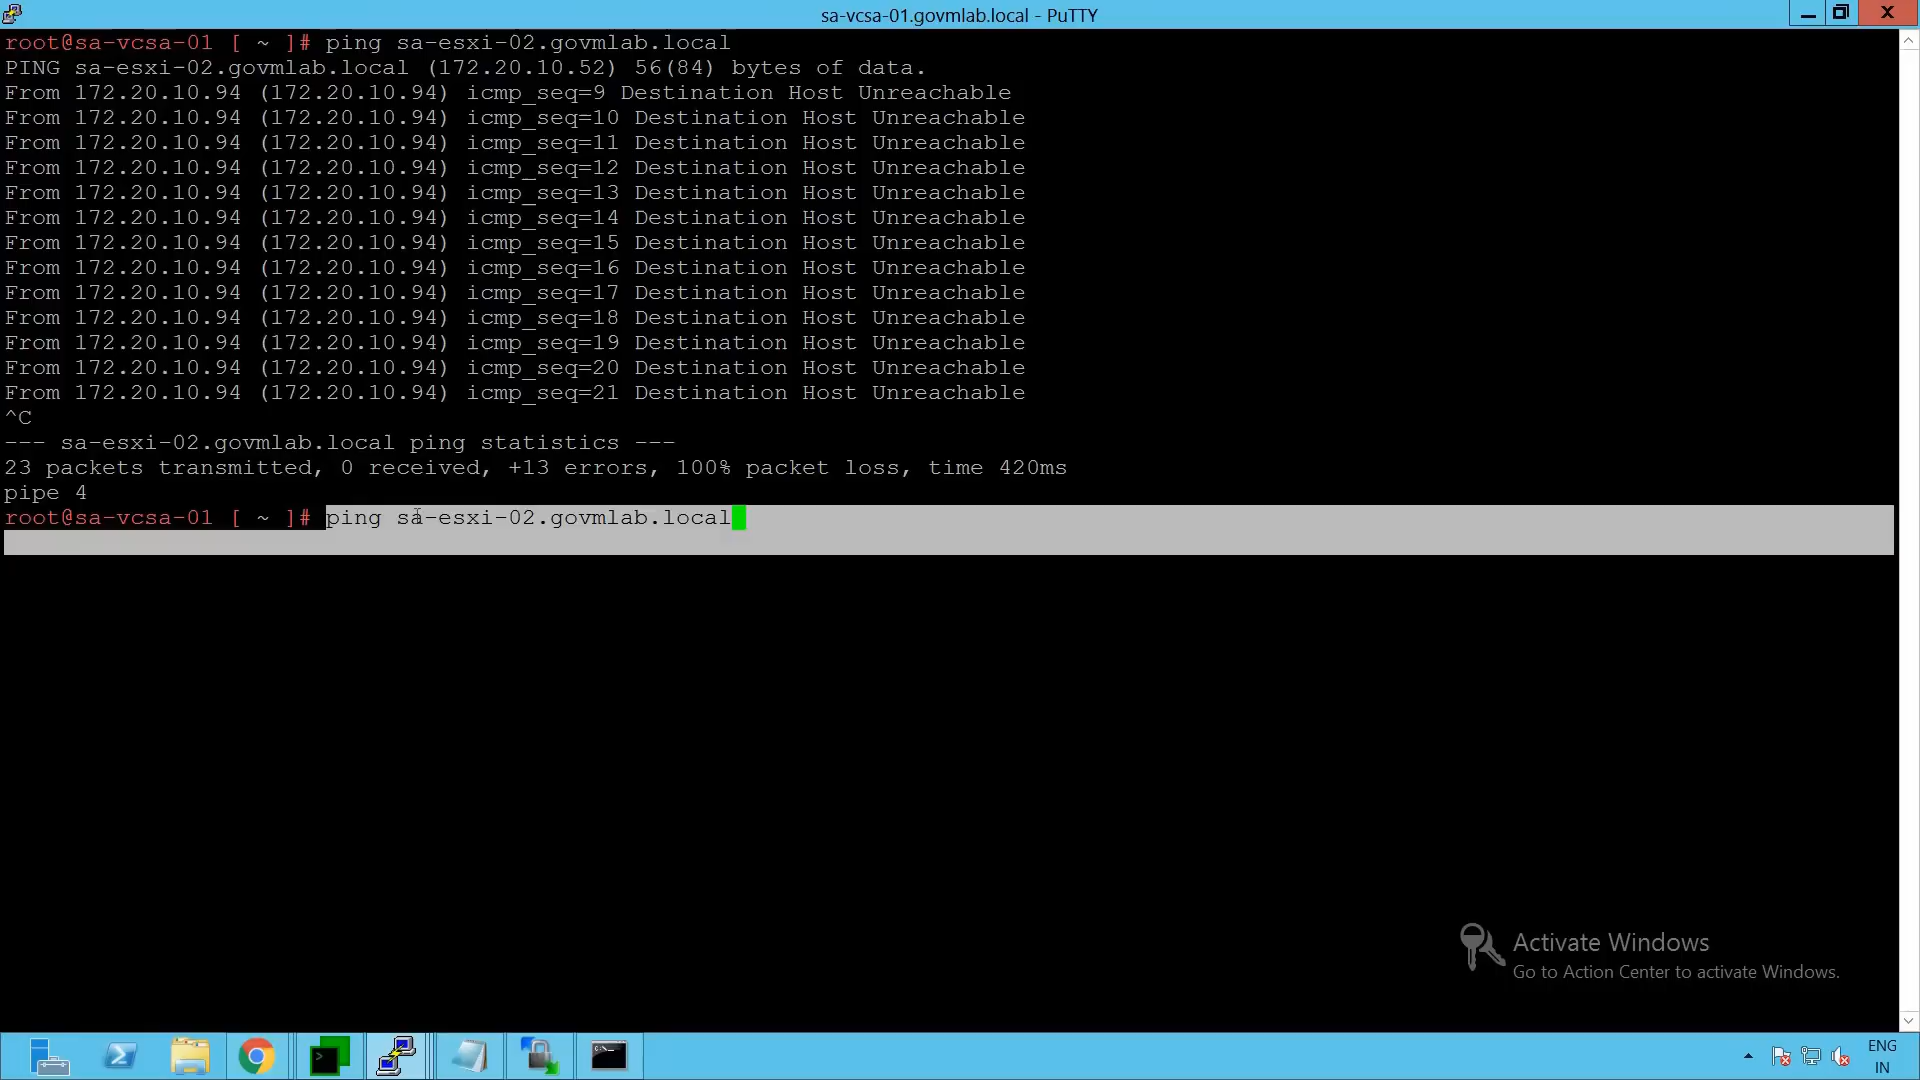 sa-vcsa-01.govmlab.local - PuTTY
root@sa-vcsa-01 [ ~ ]# ping sa-esxi-02.govmlab.local
PING sa-esxi-02.govmlab.local (172.20.10.52) 56(84) bytes of data.
From 172.20.10.94 (172.20.10.94) icmp_seq=9 Destination Host Unreachable
From 172.20.10.94 (172.20.10.94) icmp_seq=10 Destination Host Unreachable
From 172.20.10.94 (172.20.10.94) icmp_seq=11 Destination Host Unreachable
From 172.20.10.94 (172.20.10.94) icmp_seq=12 Destination Host Unreachable
From 172.20.10.94 (172.20.10.94) icmp_seq=13 Destination Host Unreachable
From 172.20.10.94 (172.20.10.94) icmp_seq=14 Destination Host Unreachable
From 172.20.10.94 (172.20.10.94) icmp_seq=15 Destination Host Unreachable
From 172.20.10.94 (172.20.10.94) icmp_seq=16 Destination Host Unreachable
From 172.20.10.94 (172.20.10.94) icmp_seq=17 Destination Host Unreachable
From 172.20.10.94 (172.20.10.94) icmp_seq=18 Destination Host Unreachable
From 172.20.10.94 (172.20.10.94) icmp_seq=19 Destination Host Unreachable
From 172.20.10.94 (172.20.10.94) icmp_seq=20 Destination Host Unreachable
From 172.20.10.94 (172.20.10.94) icmp_seq=21 Destination Host Unreachable
^C
--- sa-esxi-02.govmlab.local ping statistics ---
23 packets transmitted, 0 received, +13 errors, 100% packet loss, time 420ms
pipe 4
root@sa-vcsa-01 [ ~ ]# ping sa-esxi-02.govmlab.local
Activate Windows
Go to Action Center to activate Windows.
ENG
IN